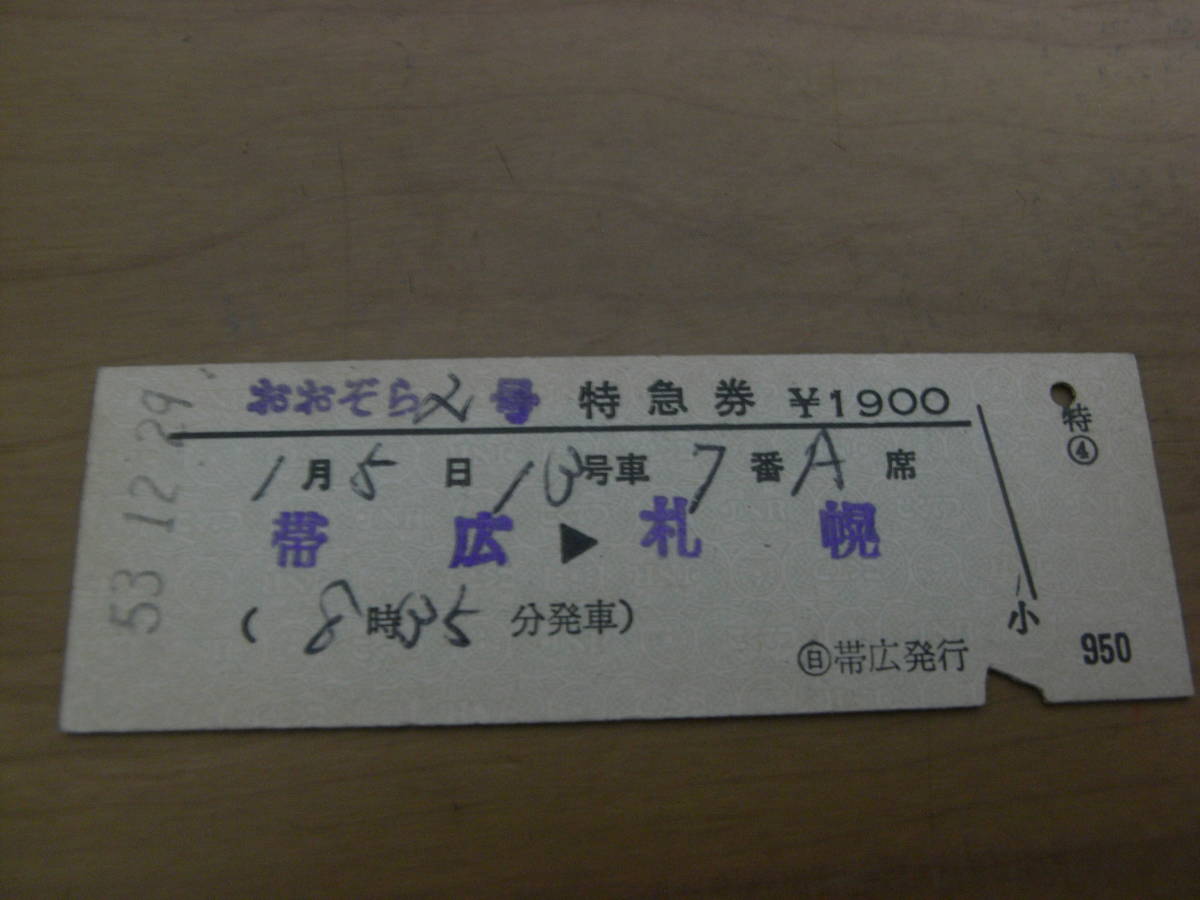 おおぞら2号 特急券 ¥1900
1月5日 10号車 7番A席
帯広▶札幌
(8時35分発車)
㊐帯広発行
53 12 29
特
④
小
950